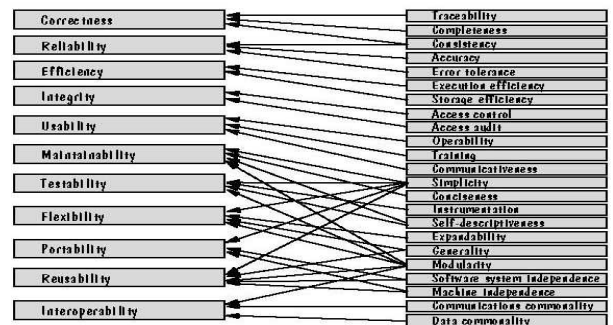 Correctness
Reliability
Efficiency
Integrity
Usability
Maintainability
Testability
Flexibility
Portability
Reusability
Interoperability
Traceability
Completeness
Consistency
Accuracy
Error tolerance
Execution efficiency
Storage efficiency
Access control
Access audit
Operability
Training
Communicativeness
Simplicity
Conciseness
Instrumentation
Self-descriptiveness
Expandability
Generality
Modularity
Software system independence
Machine independence
Communications commonality
Data commonality